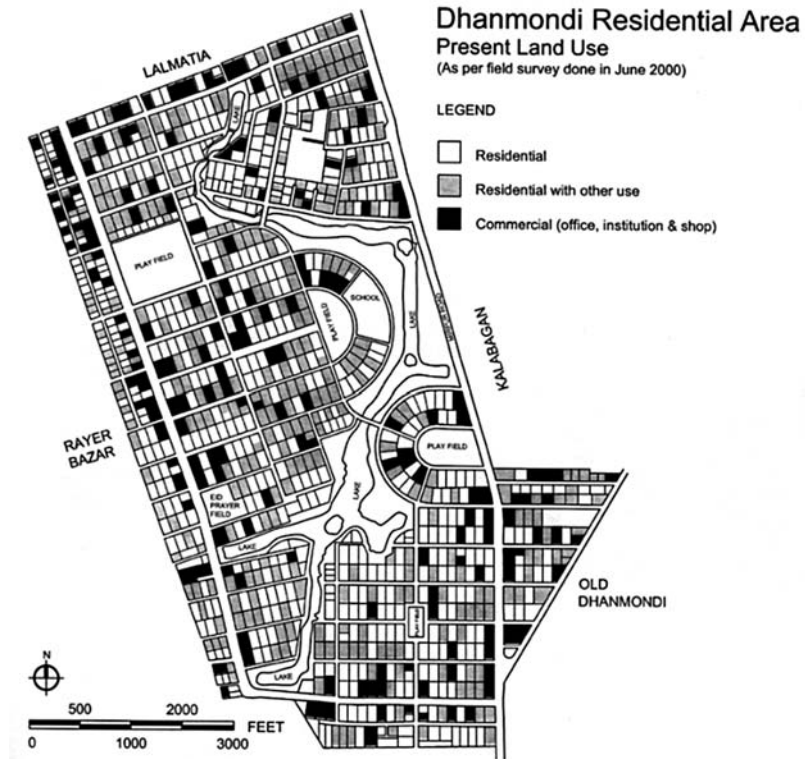 Dhanmondi Residential Area
Present Land Use
(As per field survey done in June 2000)
LEGEND
Residential
Residential with other use
Commercial (office, institution & shop)
LALMATIA
LAKE
PLAY FIELD
SCHOOL
PLAY FIELD
LAKE
KALABAGAN
RAYER
BAZAR
PLAY FIELD
EID
PRAYER
FIELD
LAKE
LAKE
OLD
DHANMONDI
PLAY FIELD
LAKE
N
500 2000
FEET
0 1000 3000